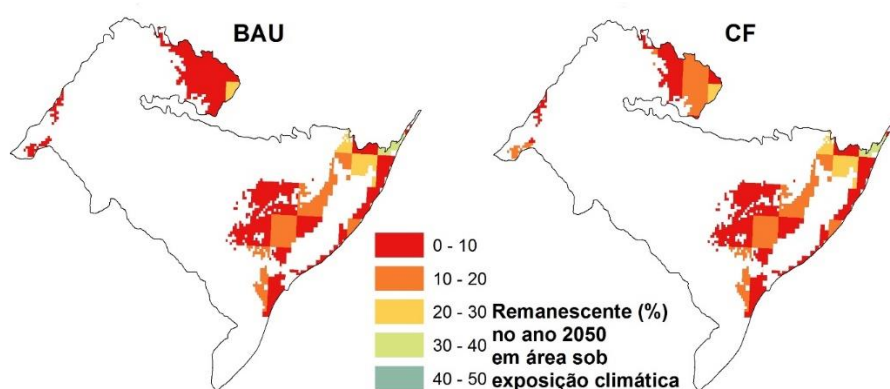 BAU
CF
0 - 10
10 - 20
20 - 30
30 - 40
40 - 50
Remanescente (%)
no ano 2050
em área sob
exposição climática